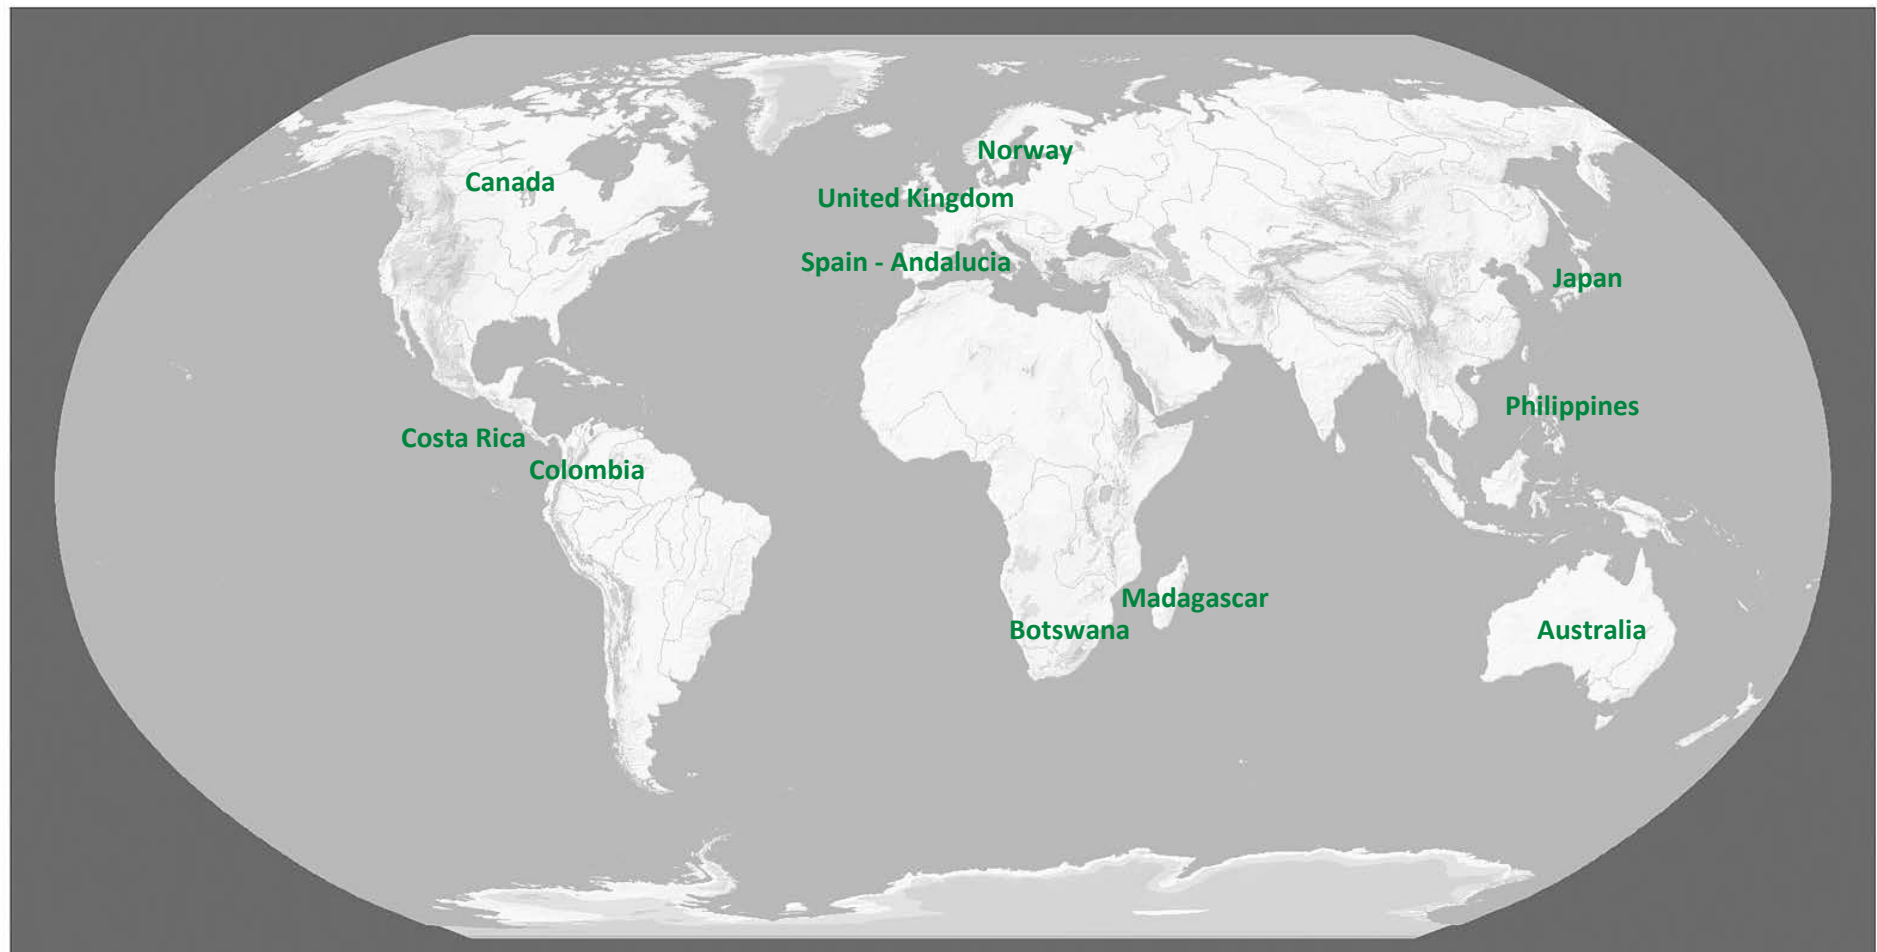 Norway
Canada
United Kingdom
Spain - Andalucia
Japan
Philippines
Costa Rica
Colombia
Madagascar
Botswana
Australia